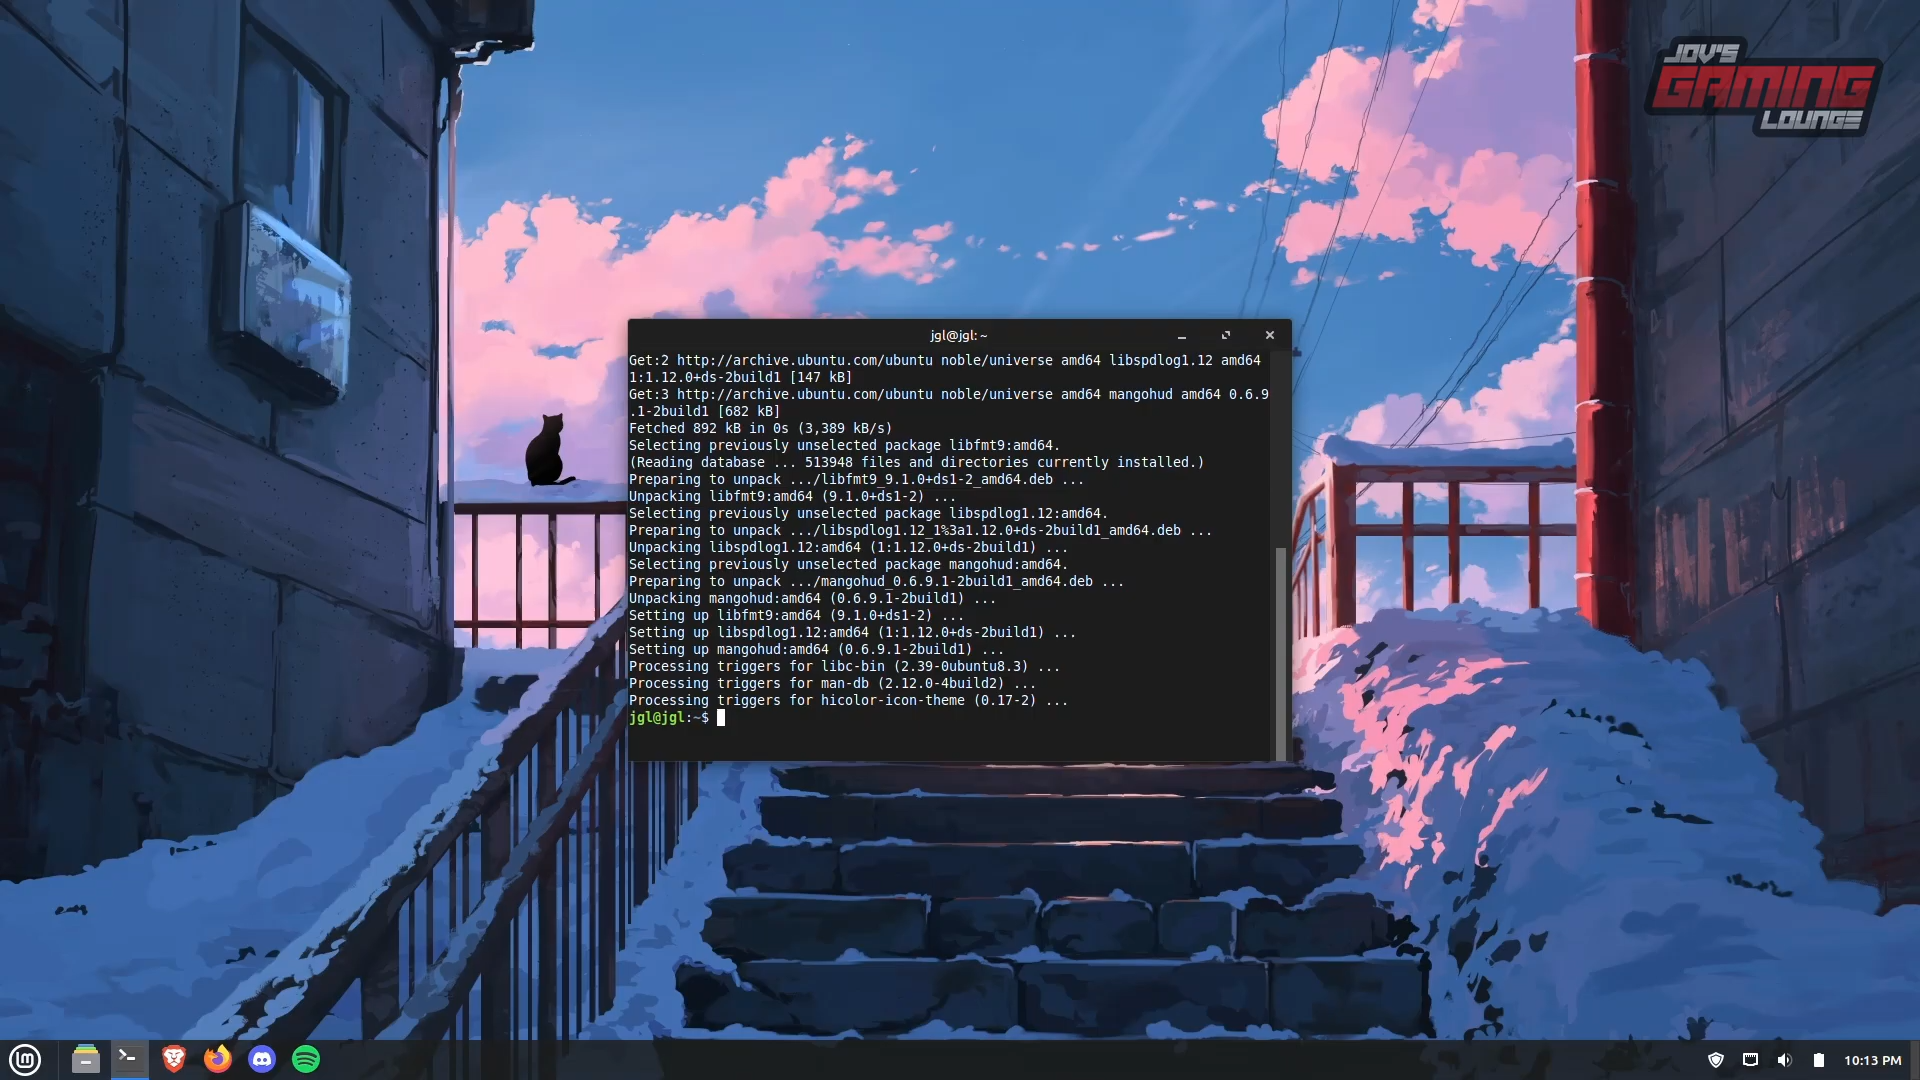 JOV'S
GAMING
LOUNGE
jgl@jgl: ~
Get:2 http://archive.ubuntu.com/ubuntu noble/universe amd64 libspdlog1.12 amd64
1:1.12.0+ds-2build1 [147 kB]
Get:3 http://archive.ubuntu.com/ubuntu noble/universe amd64 mangohud amd64 0.6.9
.1-2build1 [682 kB]
Fetched 892 kB in 0s (3,389 kB/s)
Selecting previously unselected package libfmt9:amd64.
(Reading database ... 513948 files and directories currently installed.)
Preparing to unpack .../libfmt9_9.1.0+ds1-2_amd64.deb ...
Unpacking libfmt9:amd64 (9.1.0+ds1-2) ...
Selecting previously unselected package libspdlog1.12:amd64.
Preparing to unpack .../libspdlog1.12_1%3a1.12.0+ds-2build1_amd64.deb ...
Unpacking libspdlog1.12:amd64 (1:1.12.0+ds-2build1) ...
Selecting previously unselected package mangohud:amd64.
Preparing to unpack .../mangohud_0.6.9.1-2build1_amd64.deb ...
Unpacking mangohud:amd64 (0.6.9.1-2build1) ...
Setting up libfmt9:amd64 (9.1.0+ds1-2) ...
Setting up libspdlog1.12:amd64 (1:1.12.0+ds-2build1) ...
Setting up mangohud:amd64 (0.6.9.1-2build1) ...
Processing triggers for libc-bin (2.39-0ubuntu8.3) ...
Processing triggers for man-db (2.12.0-4build2) ...
Processing triggers for hicolor-icon-theme (0.17-2) ...
jgl@jgl:~$
10:13 PM